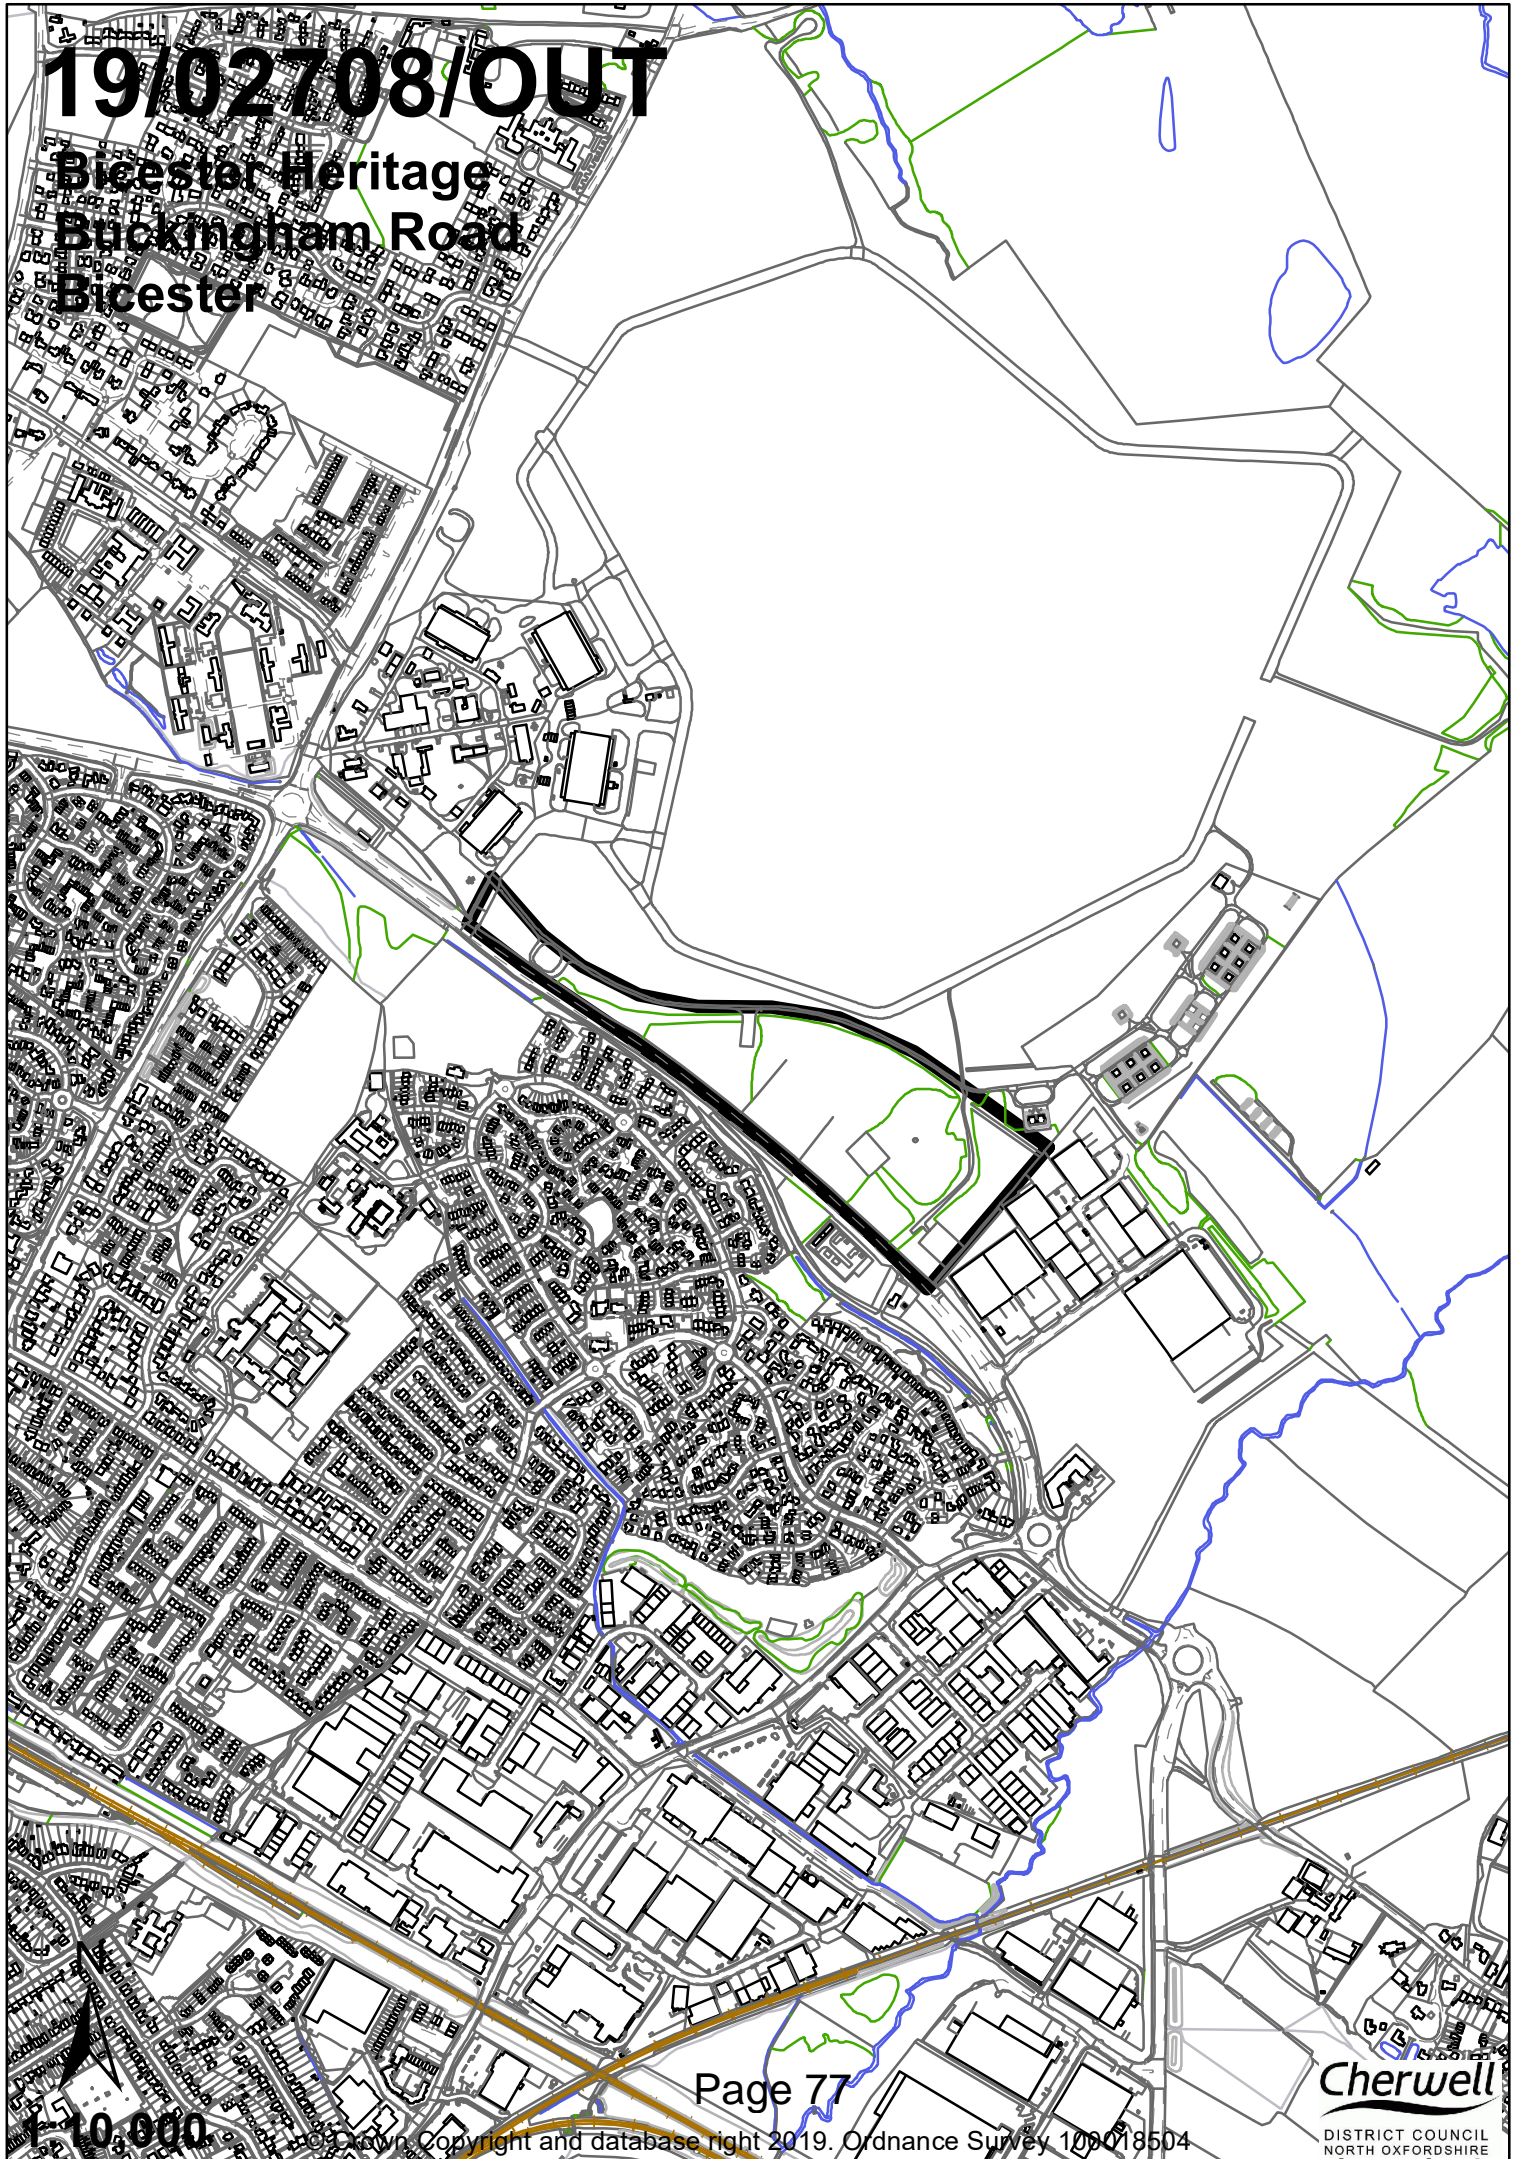 19/02708/OUT
Bicester Heritage
Buckingham Road
Bicester
Page 77
1:10,000
© Crown Copyright and database right 2019. Ordnance Survey 100018504
Cherwell
DISTRICT COUNCIL
NORTH OXFORDSHIRE